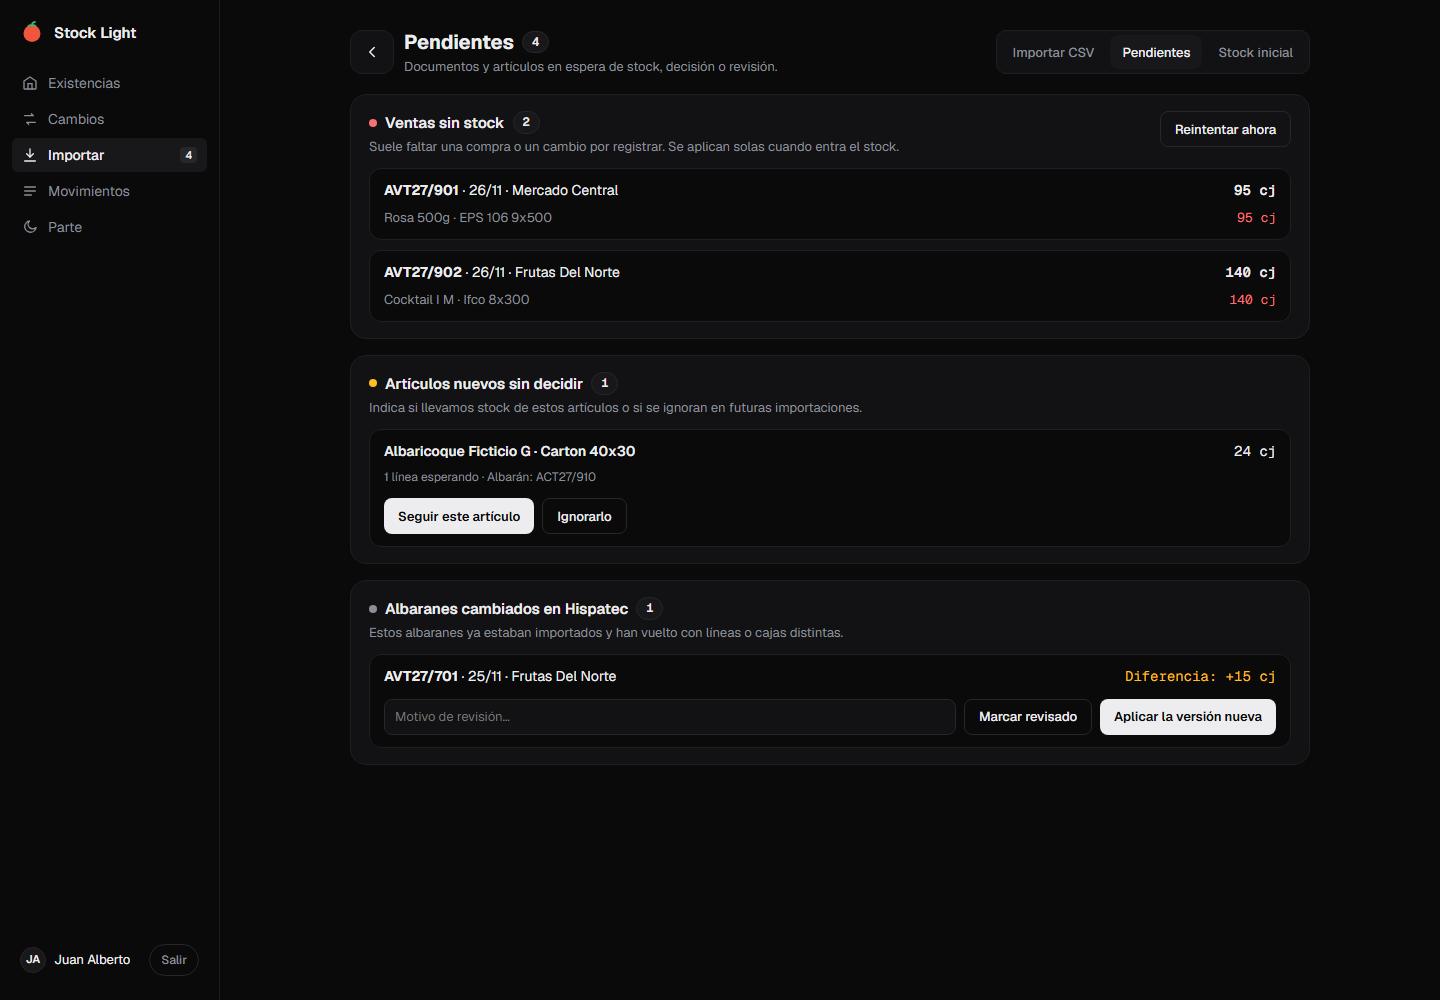 Stock Light
Existencias
Cambios
Importar 4
Movimientos
Parte
JA Juan Alberto Salir
Pendientes 4
Documentos y artículos en espera de stock, decisión o revisión.
Importar CSV Pendientes Stock inicial
Ventas sin stock 2
Suele faltar una compra o un cambio por registrar. Se aplican solas cuando entra el stock.
Reintentar ahora
AVT27/901 · 26/11 · Mercado Central 95 cj
Rosa 500g · EPS 106 9x500 95 cj
AVT27/902 · 26/11 · Frutas Del Norte 140 cj
Cocktail I M · Ifco 8x300 140 cj
Artículos nuevos sin decidir 1
Indica si llevamos stock de estos artículos o si se ignoran en futuras importaciones.
Albaricoque Ficticio G · Carton 40x30 24 cj
1 línea esperando · Albarán: ACT27/910
Seguir este artículo Ignorarlo
Albaranes cambiados en Hispatec 1
Estos albaranes ya estaban importados y han vuelto con líneas o cajas distintas.
AVT27/701 · 25/11 · Frutas Del Norte Diferencia: +15 cj
Motivo de revisión... Marcar revisado Aplicar la versión nueva